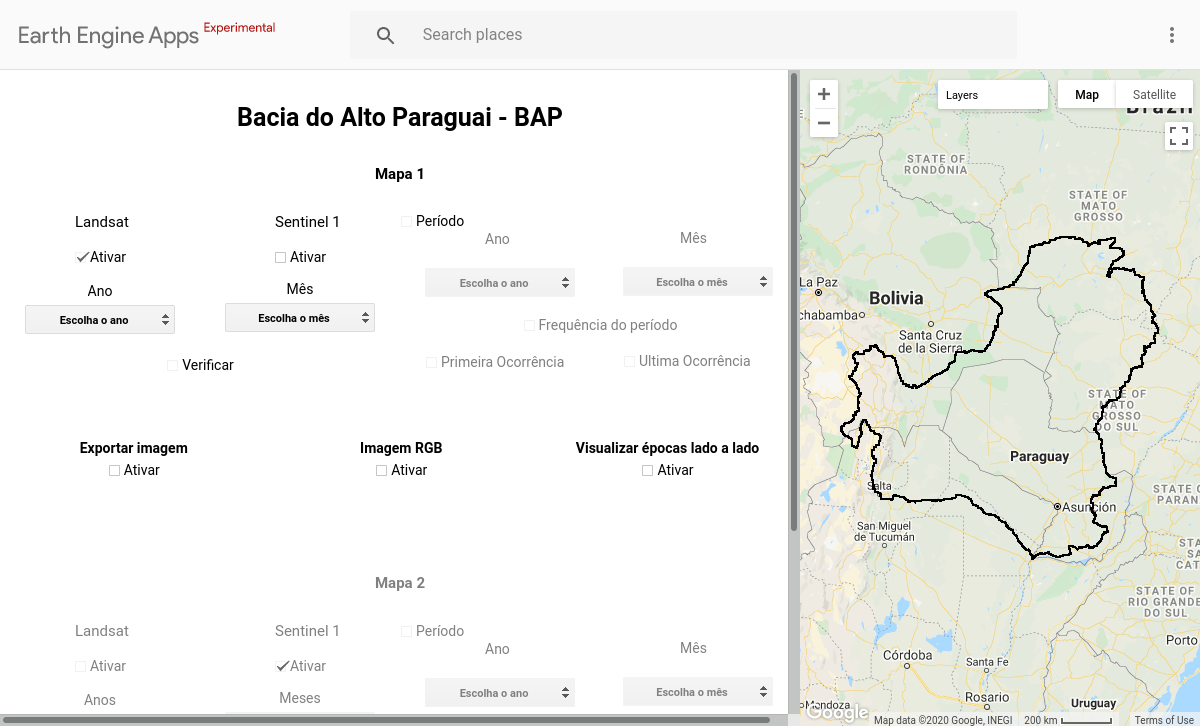 Earth Engine Apps Experimental
Search places
Bacia do Alto Paraguai - BAP
Mapa 1
Landsat
Sentinel 1
Período
Ano
Mês
Ativar
Ativar
Ano
Mês
Escolha o ano
Escolha o mês
Escolha o ano
Escolha o mês
Frequência do período
Verificar
Primeira Ocorrência
Ultima Ocorrência
Exportar imagem
Ativar
Imagem RGB
Ativar
Visualizar épocas lado a lado
Ativar
Mapa 2
Landsat
Sentinel 1
Período
Ano
Mês
Ativar
Ativar
Anos
Meses
Escolha o ano
Escolha o mês
Layers
Map
Satellite
Brazil
STATE OF
RONDÔNIA
STATE OF
MATO
GROSSO
La Paz
Bolivia
chabamba
Santa Cruz
de la Sierra
STATE OF
MATO
GROSSO
DO SUL
Paraguay
Salta
Asunción
STATE O
PARAN
San Miguel
de Tucumán
STA
SA
CAT
STATE OF
RIO GRANDE
DO SUL
Porto
Córdoba
Santa Fe
Rosario
Mendoza
Uruguay
Google
Map data ©2020 Google, INEGI
200 km
Terms of Use